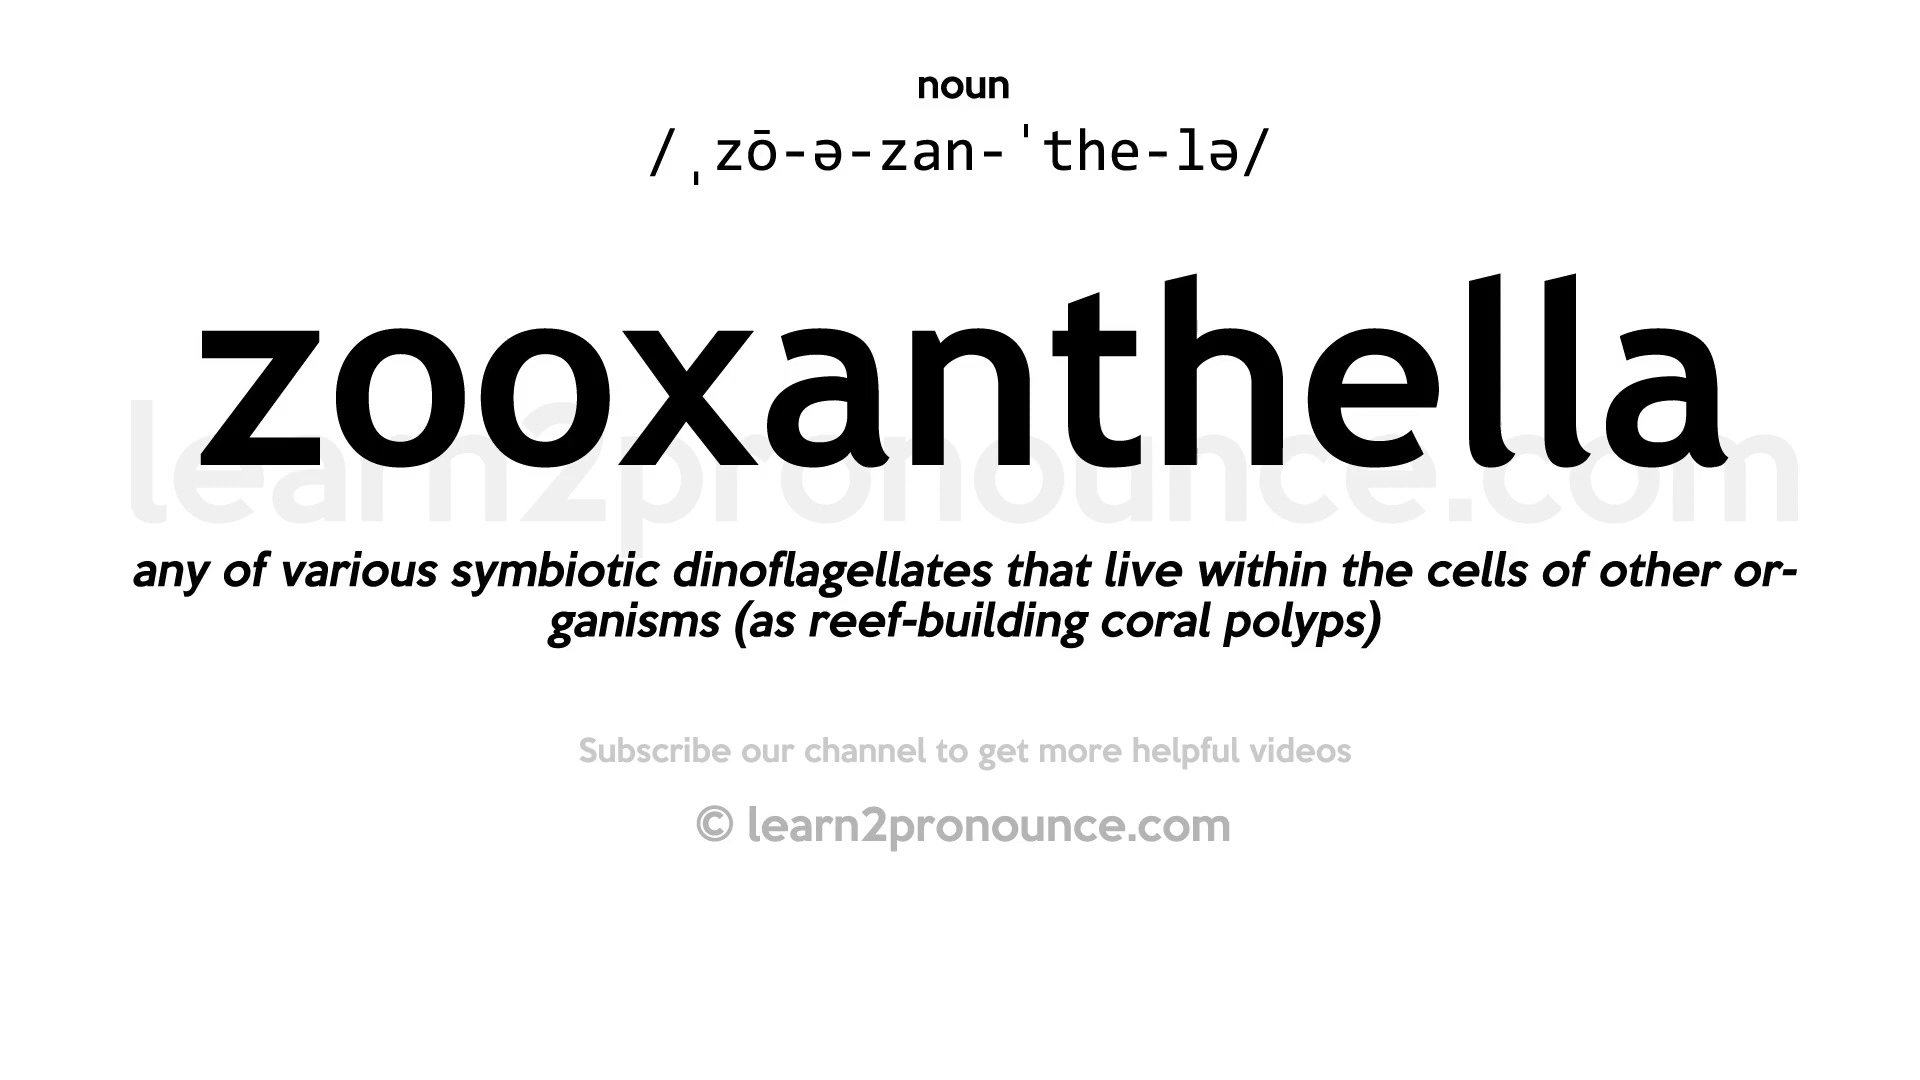 noun
/ˌzō-ə-zan-ˈthe-lə/
zooxanthella
learn2pronounce.com
any of various symbiotic dinoflagellates that live within the cells of other or-
ganisms (as reef-building coral polyps)
Subscribe our channel to get more helpful videos
© learn2pronounce.com